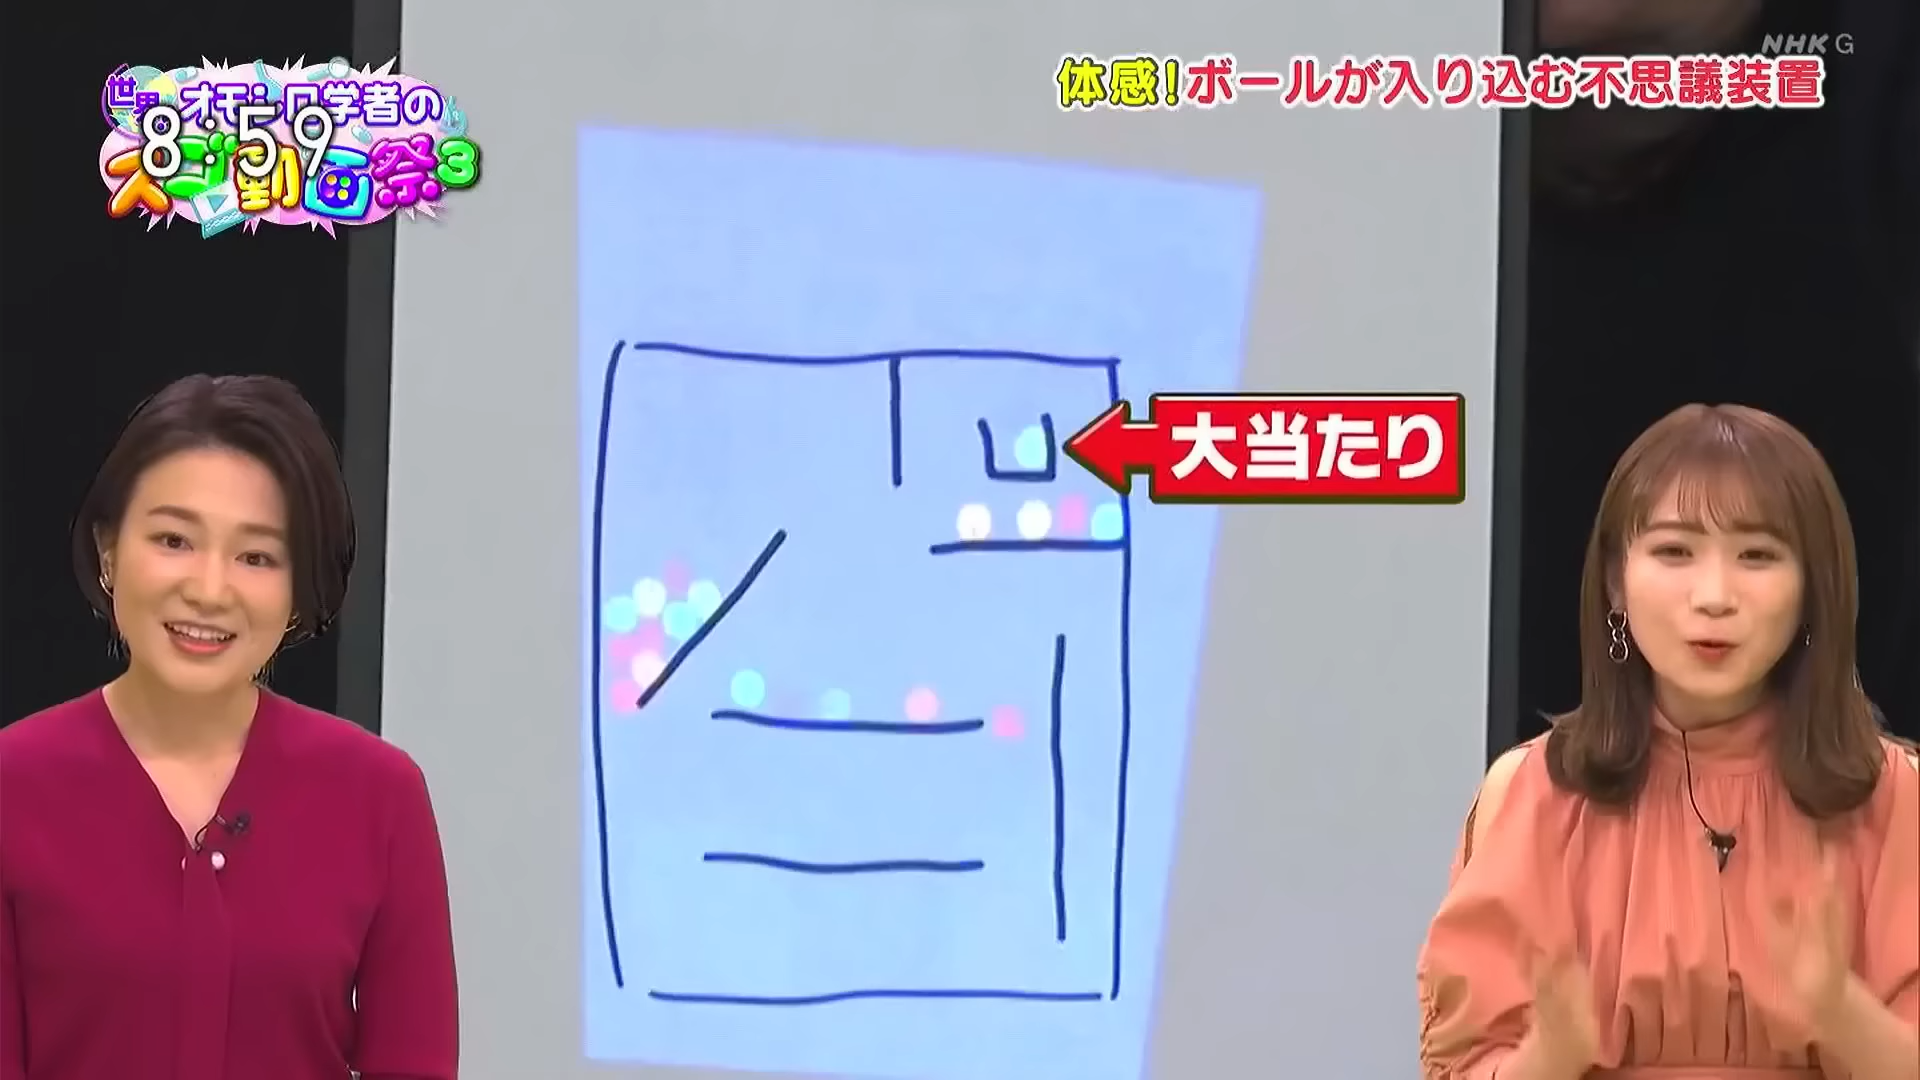 NHK G
体感!ボールが入り込む不思議装置
世界オモシロ学者の
8:59
スゴ動画祭3
大当たり